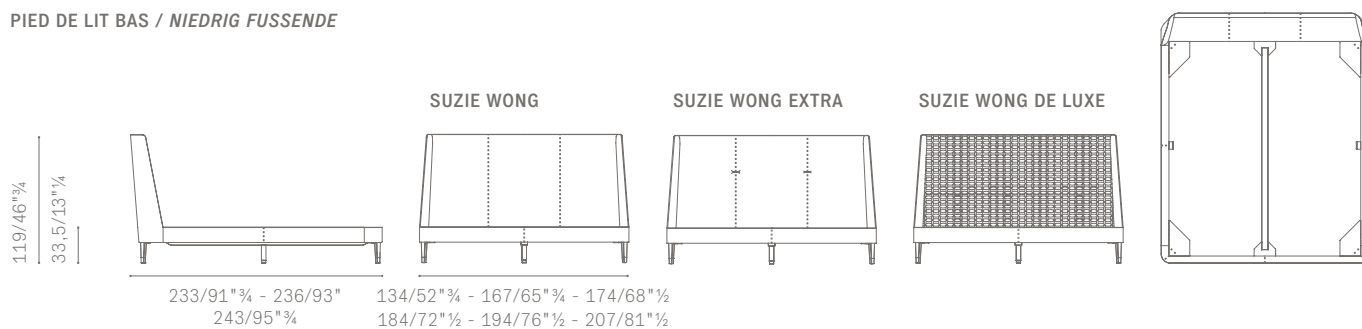 PIED DE LIT BAS / NIEDRIG FUSSENDE
SUZIE WONG
SUZIE WONG EXTRA
SUZIE WONG DE LUXE
119/46"¾
33,5/13"¼
233/91"¾ - 236/93"
243/95"¾
134/52"¾ - 167/65"¾ - 174/68"½
184/72"½ - 194/76"½ - 207/81"½